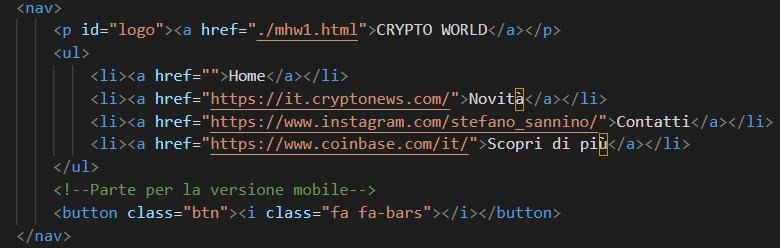 <nav>
<p id="logo"><a href="./mhw1.html">CRYPTO WORLD</a></p>
<ul>
<li><a href="">Home</a></li>
<li><a href="https://it.cryptonews.com/">Novità</a></li>
<li><a href="https://www.instagram.com/stefano_sannino/">Contatti</a></li>
<li><a href="https://www.coinbase.com/it/">Scopri di più</a></li>
</ul>
<!--Parte per la versione mobile-->
<button class="btn"><i class="fa fa-bars"></i></button>
</nav>